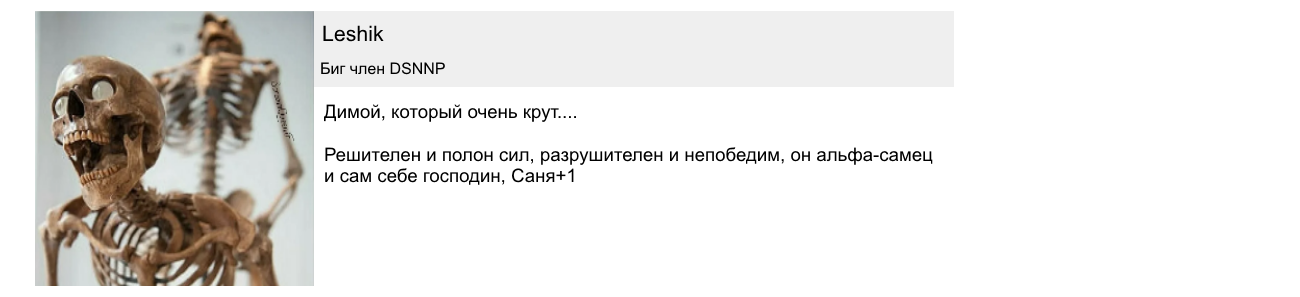 Leshik
Биг член DSNNP
Димой, который очень крут....
Решителен и полон сил, разрушителен и непобедим, он альфа-самец
и сам себе господин, Саня+1